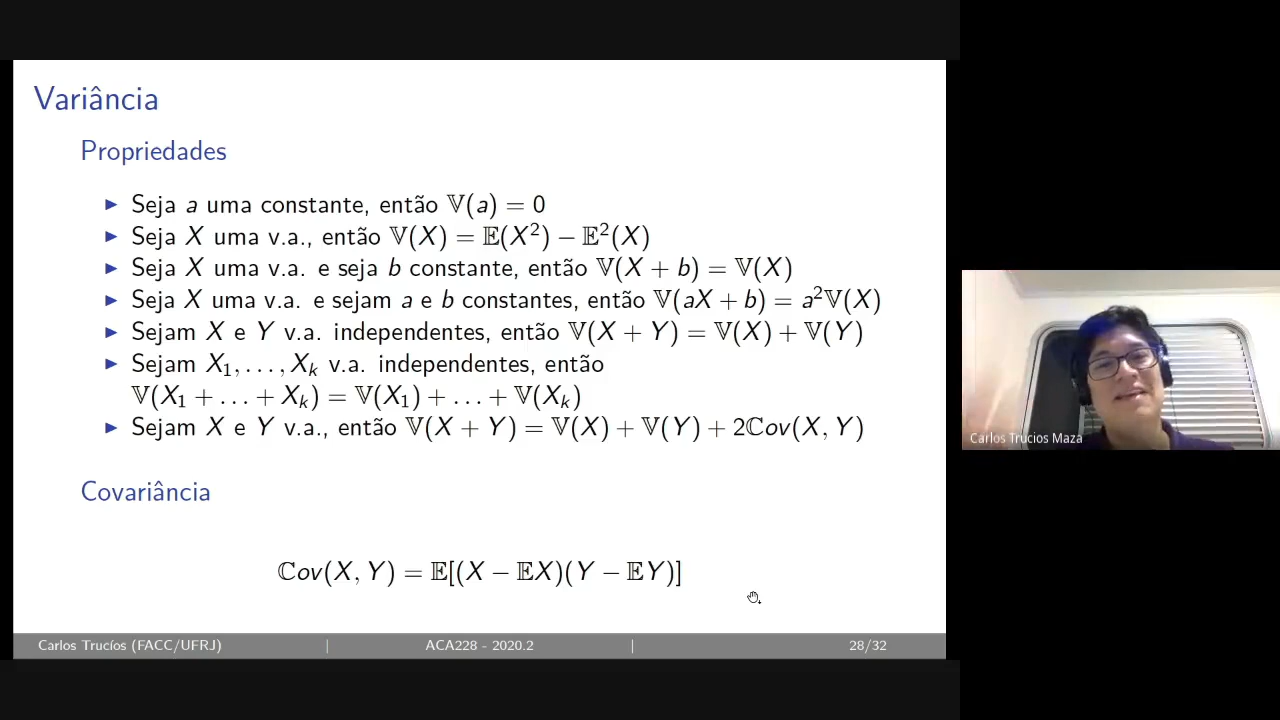 Variância
Propriedades
Seja a uma constante, então 𝕍(a) = 0
Seja X uma v.a., então 𝕍(X) = 𝔼(X²) − 𝔼²(X)
Seja X uma v.a. e seja b constante, então 𝕍(X + b) = 𝕍(X)
Seja X uma v.a. e sejam a e b constantes, então 𝕍(aX + b) = a²𝕍(X)
Sejam X e Y v.a. independentes, então 𝕍(X + Y) = 𝕍(X) + 𝕍(Y)
Sejam X₁, . . . , Xₖ v.a. independentes, então
𝕍(X₁ + . . . + Xₖ) = 𝕍(X₁) + . . . + 𝕍(Xₖ)
Sejam X e Y v.a., então 𝕍(X + Y) = 𝕍(X) + 𝕍(Y) + 2ℂov(X, Y)
Covariância
ℂov(X, Y) = 𝔼[(X − 𝔼X)(Y − 𝔼Y)]
Carlos Trucíos (FACC/UFRJ) | ACA228 - 2020.2 | 28/32
Carlos Trucios Maza